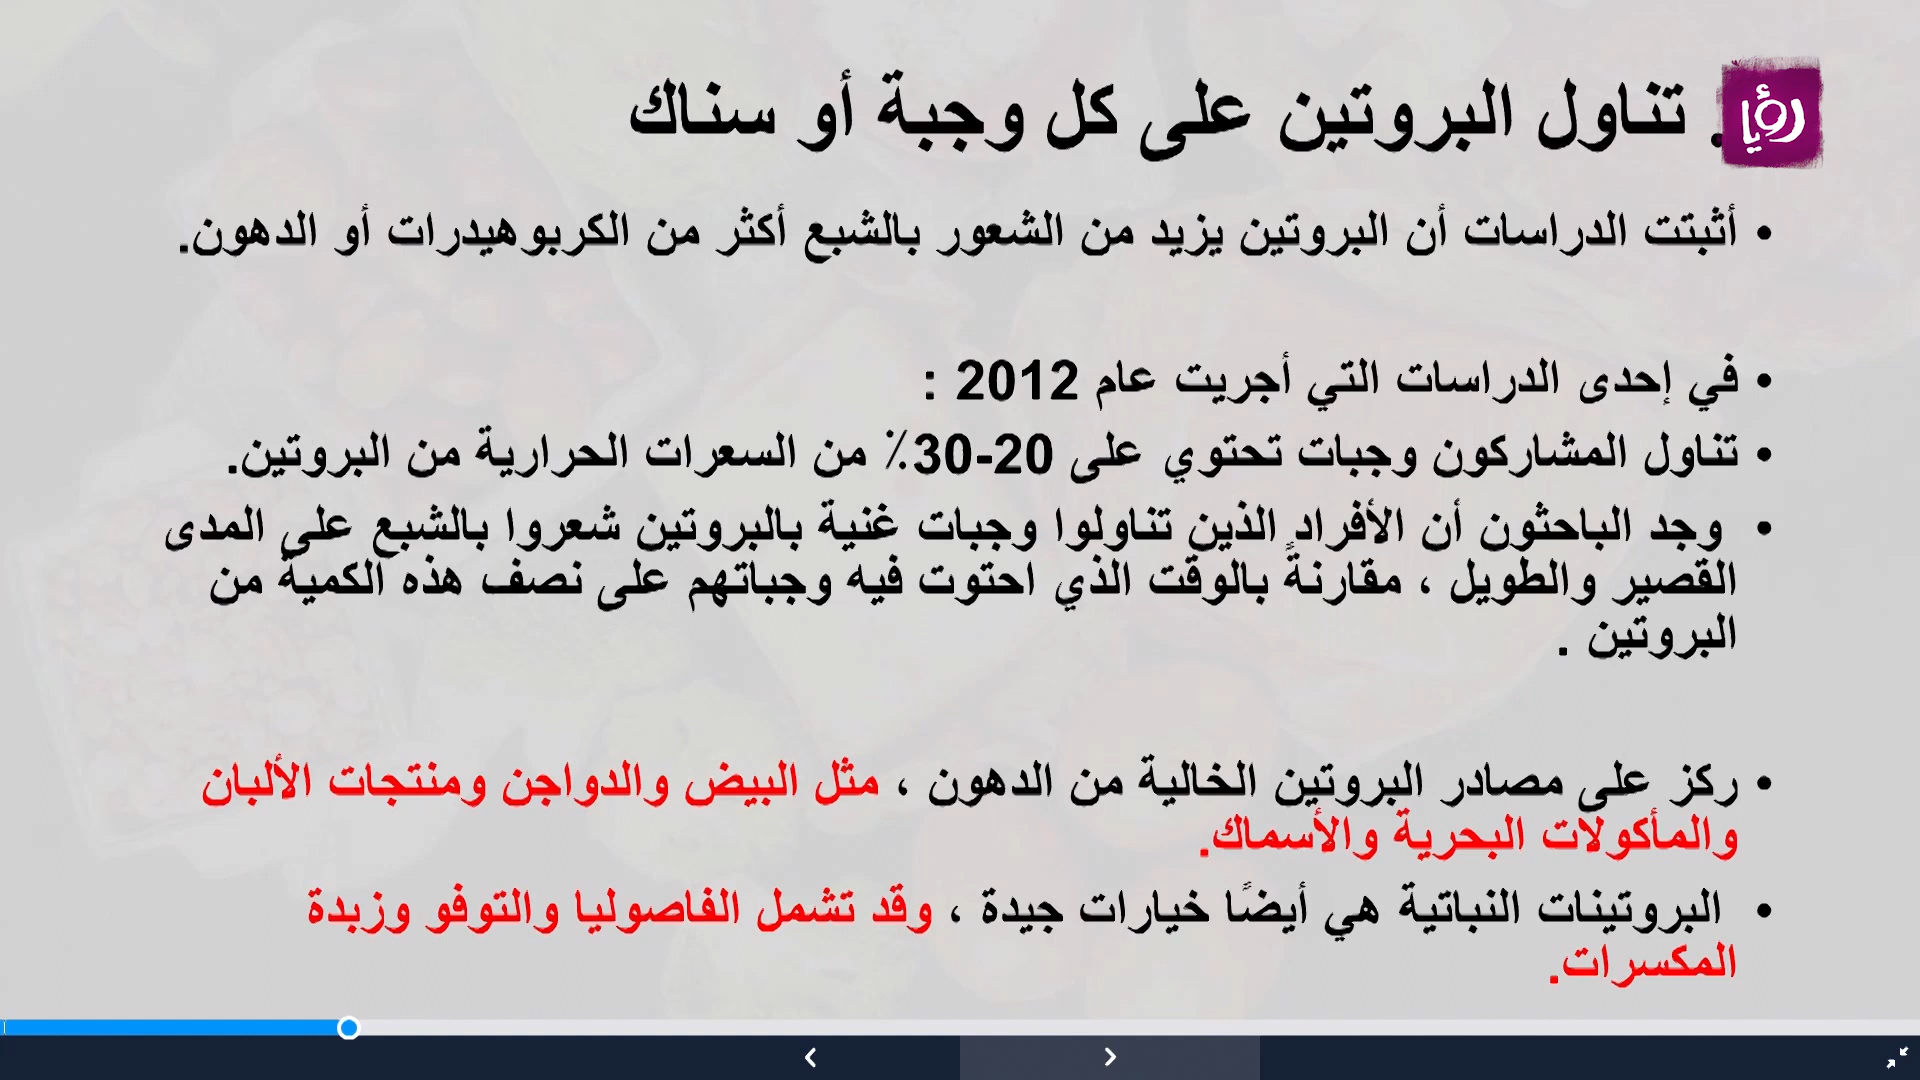 رؤيا
. تناول البروتين على كل وجبة أو سناك
• أثبتت الدراسات أن البروتين يزيد من الشعور بالشبع أكثر من الكربوهيدرات أو الدهون.
• في إحدى الدراسات التي أجريت عام 2012 :
• تناول المشاركون وجبات تحتوي على 20-30٪ من السعرات الحرارية من البروتين.
• وجد الباحثون أن الأفراد الذين تناولوا وجبات غنية بالبروتين شعروا بالشبع على المدى
القصير والطويل ، مقارنةً بالوقت الذي احتوت فيه وجباتهم على نصف هذه الكمية من
البروتين .
• ركز على مصادر البروتين الخالية من الدهون ، مثل البيض والدواجن ومنتجات الألبان
والمأكولات البحرية والأسماك.
• البروتينات النباتية هي أيضًا خيارات جيدة ، وقد تشمل الفاصوليا والتوفو وزبدة
المكسرات.